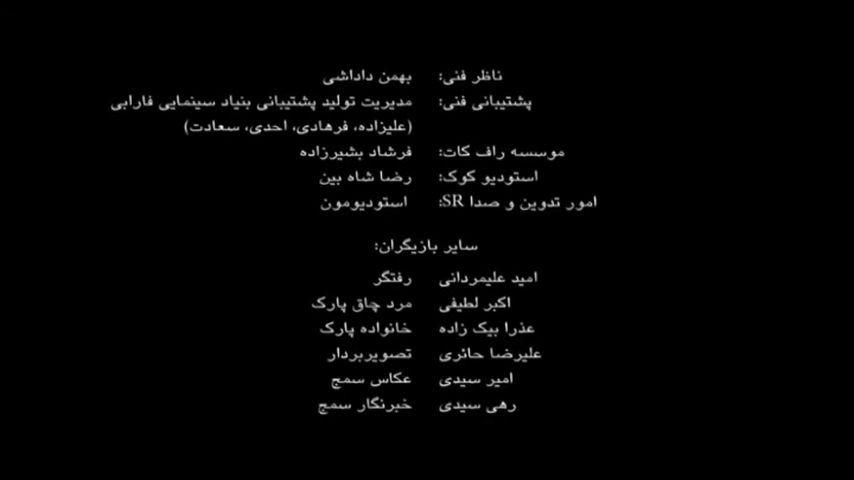 ناظر فنی: بهمن داداشی
پشتیبانی فنی: مدیریت تولید پشتیبانی بنیاد سینمایی فارابی
(علیزاده، فرهادی، احدی، سعادت)
موسسه راف کات: فرشاد بشیرزاده
استودیو کوک: رضا شاه بین
امور تدوین و صدا SR: استودیومون
سایر بازیگران:
امید علیمردانی رفتگر
اکبر لطیفی مرد چاق پارک
عذرا بیک زاده خانواده پارک
علیرضا حائری تصویربردار
امیر سیدی عکاس سمج
رهی سیدی خبرنگار سمج